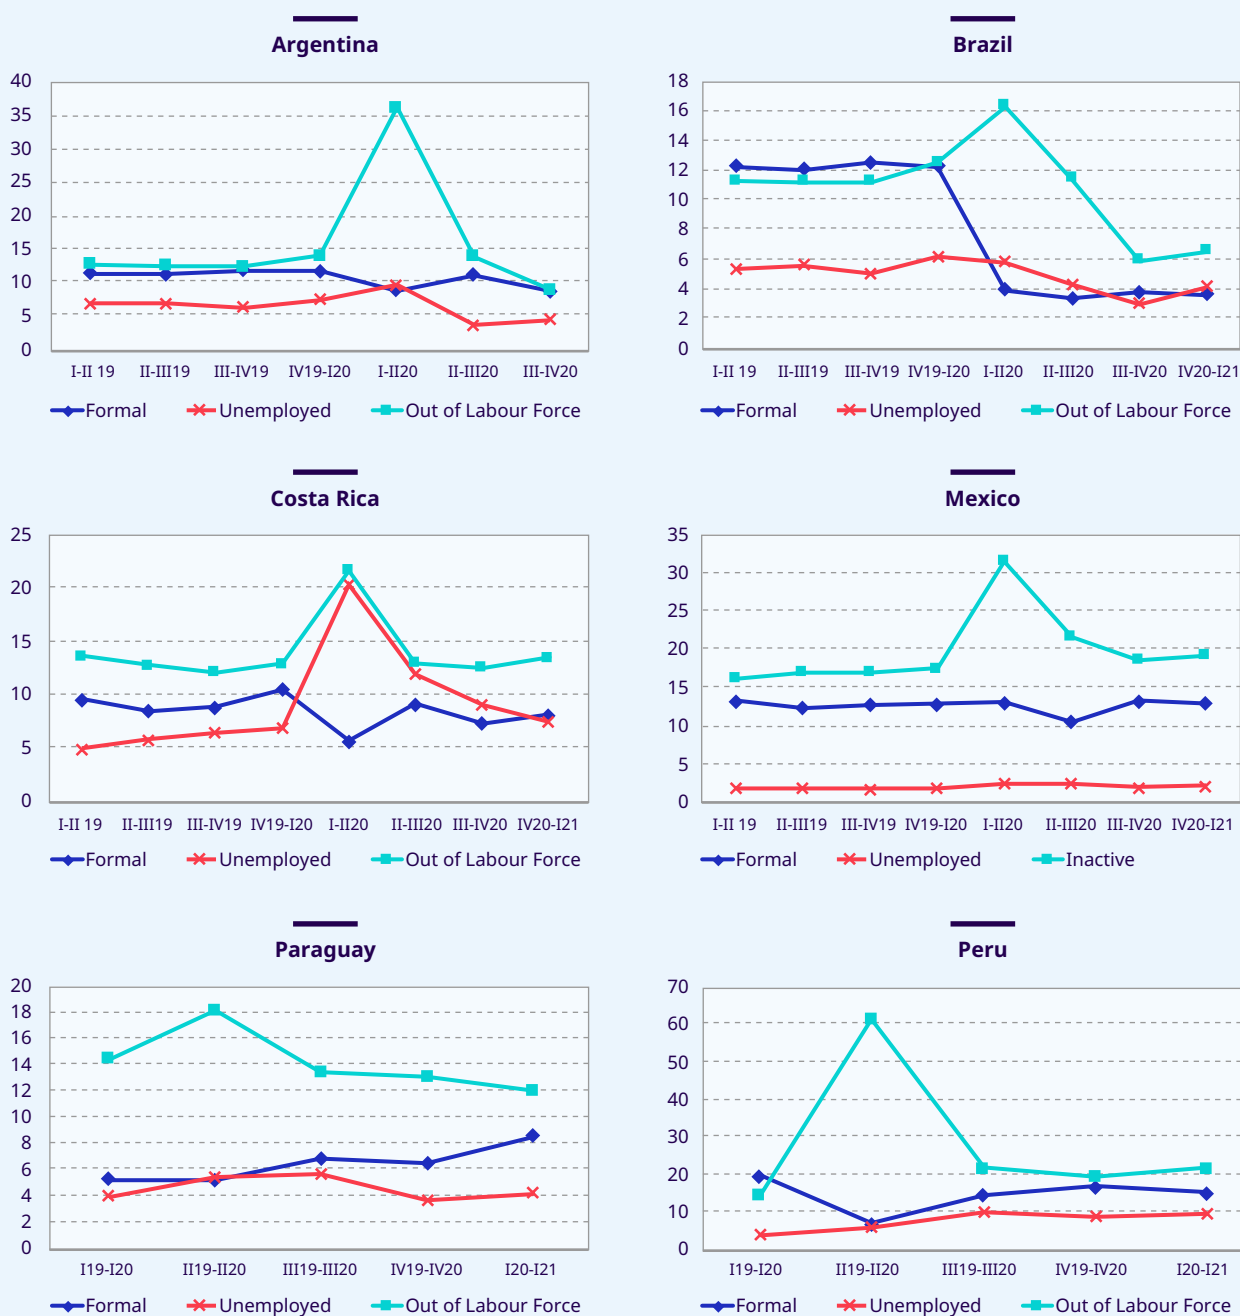 Argentina
40
35
30
25
20
15
10
5
0
I-II 19 II-III19 III-IV19 IV19-I20 I-II20 II-III20 III-IV20
Formal Unemployed Out of Labour Force
Brazil
18
16
14
12
10
8
6
4
2
0
I-II 19 II-III19 III-IV19 IV19-I20 I-II20 II-III20 III-IV20 IV20-I21
Formal Unemployed Out of Labour Force
Costa Rica
25
20
15
10
5
0
I-II 19 II-III19 III-IV19 IV19-I20 I-II20 II-III20 III-IV20 IV20-I21
Formal Unemployed Out of Labour Force
Mexico
35
30
25
20
15
10
5
0
I-II 19 II-III19 III-IV19 IV19-I20 I-II20 II-III20 III-IV20 IV20-I21
Formal Unemployed Inactive
Paraguay
20
18
16
14
12
10
8
6
4
2
0
I19-I20 II19-II20 III19-III20 IV19-IV20 I20-I21
Formal Unemployed Out of Labour Force
Peru
70
60
50
40
30
20
10
0
I19-I20 II19-II20 III19-III20 IV19-IV20 I20-I21
Formal Unemployed Out of Labour Force